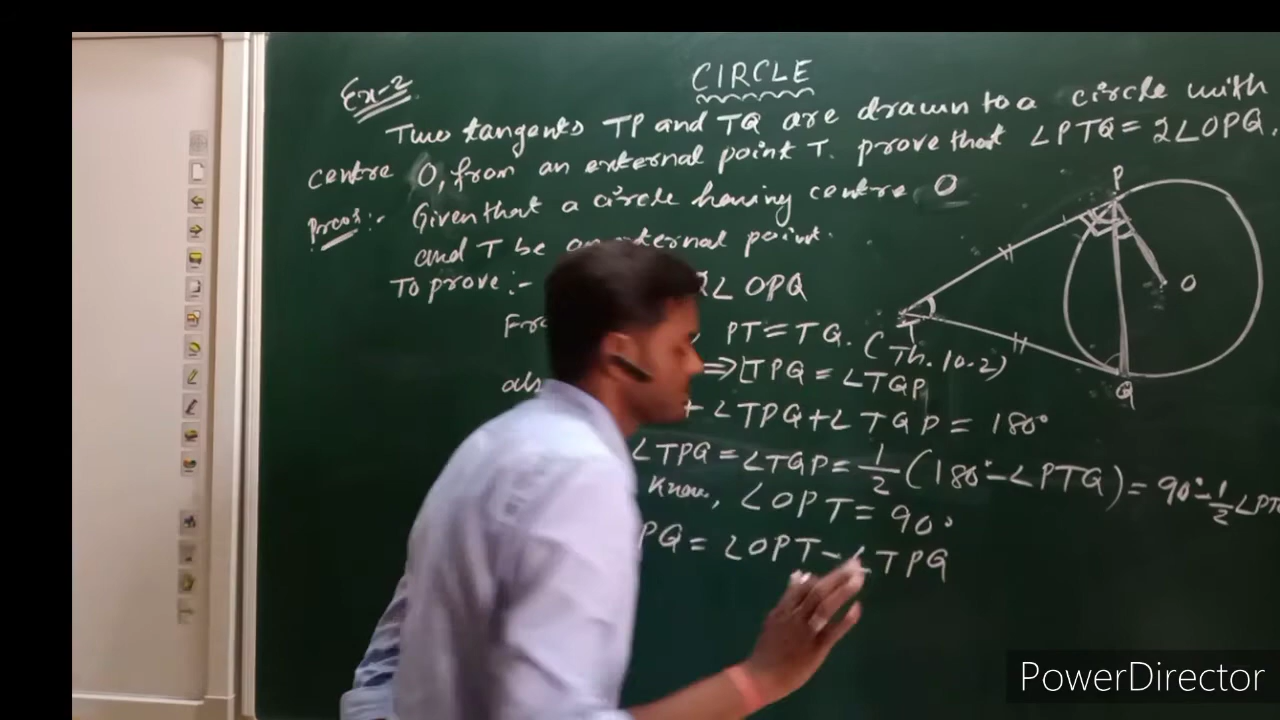 Ex-2
CIRCLE
Two tangents TP and TQ are drawn to a circle with
centre O, from an external point T. prove that ∠PTQ = 2∠OPQ.
Proof:- Given that a circle having centre O
and T be an external point.
To prove:- 2∠OPQ
PT = TQ. (Th. 10.2)
⇒ ∠TPQ = ∠TQP
+ ∠TPQ + ∠TQP = 180°
∠TPQ = ∠TQP = 1/2 (180° - ∠PTQ) = 90° - 1/2 ∠PTQ
Know, ∠OPT = 90°
PQ = ∠OPT - ∠TPQ
P
O
T
Q
PowerDirector